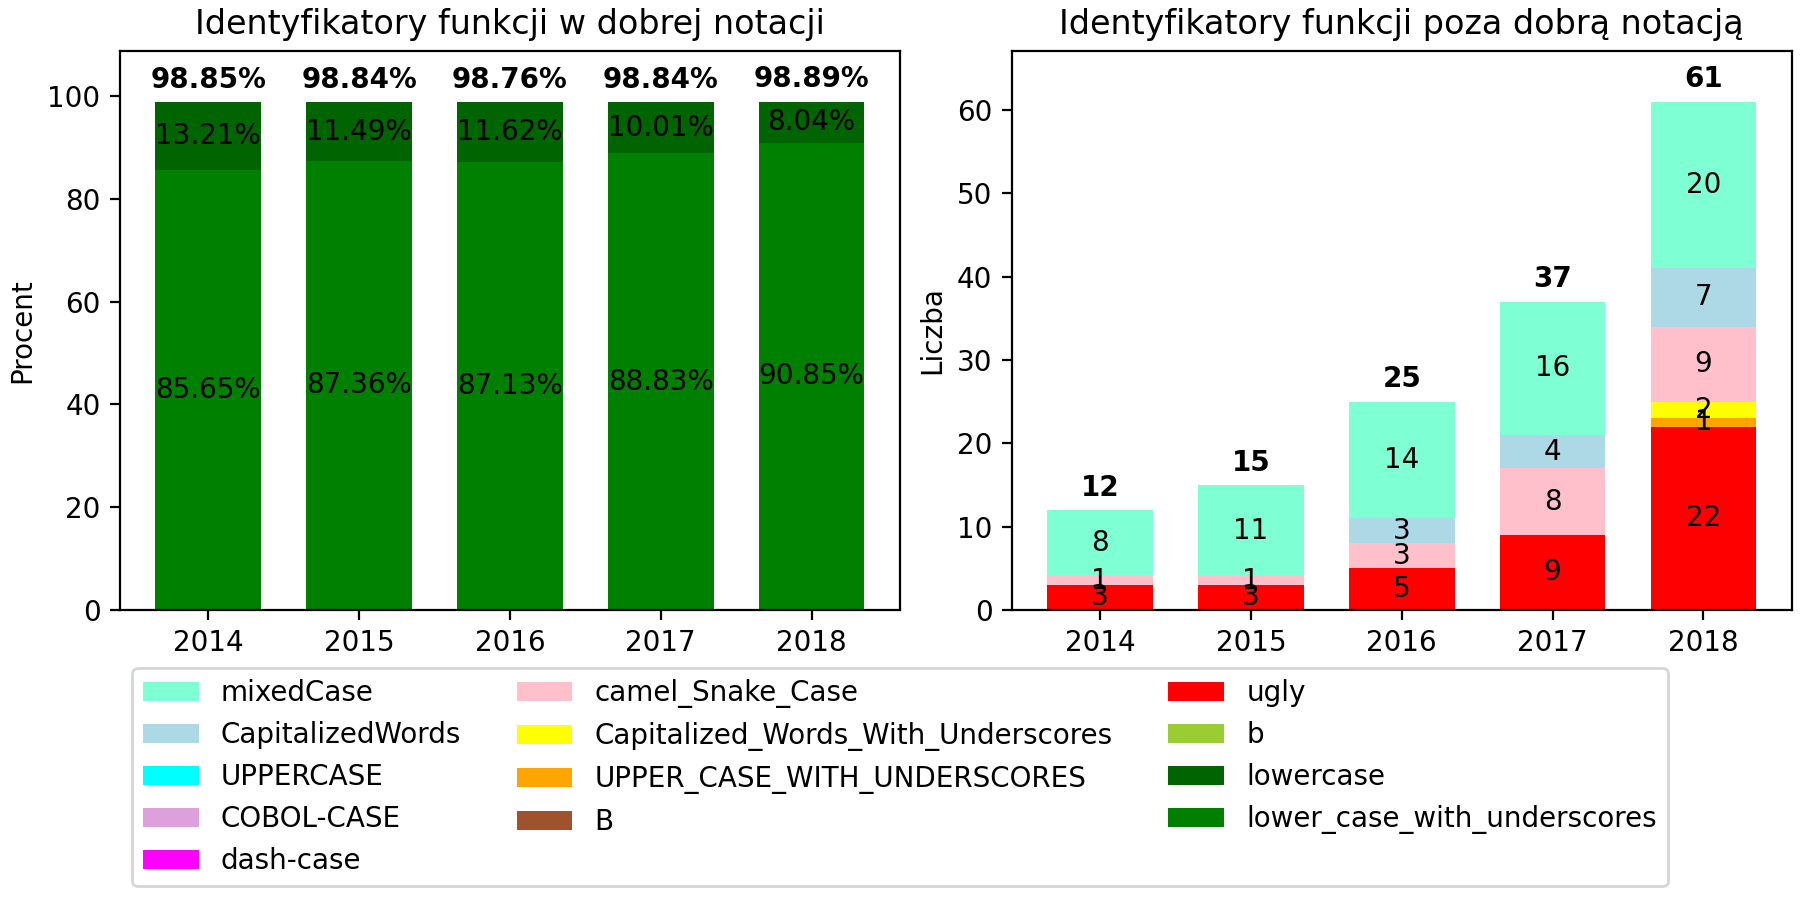 Identyfikatory funkcji w dobrej notacji
98.85% 98.84% 98.76% 98.84% 98.89%
13.21% 11.49% 11.62% 10.01% 8.04%
85.65% 87.36% 87.13% 88.83% 90.85%
100
80
60
40
20
0
Procent
2014 2015 2016 2017 2018
Identyfikatory funkcji poza dobrą notacją
60
50
40
30
20
10
0
Liczba
12
8
1
3
15
11
1
3
25
14
3
3
5
37
16
4
8
9
61
20
7
9
2
1
22
2014 2015 2016 2017 2018
mixedCase
CapitalizedWords
UPPERCASE
COBOL-CASE
dash-case
camel_Snake_Case
Capitalized_Words_With_Underscores
UPPER_CASE_WITH_UNDERSCORES
B
ugly
b
lowercase
lower_case_with_underscores